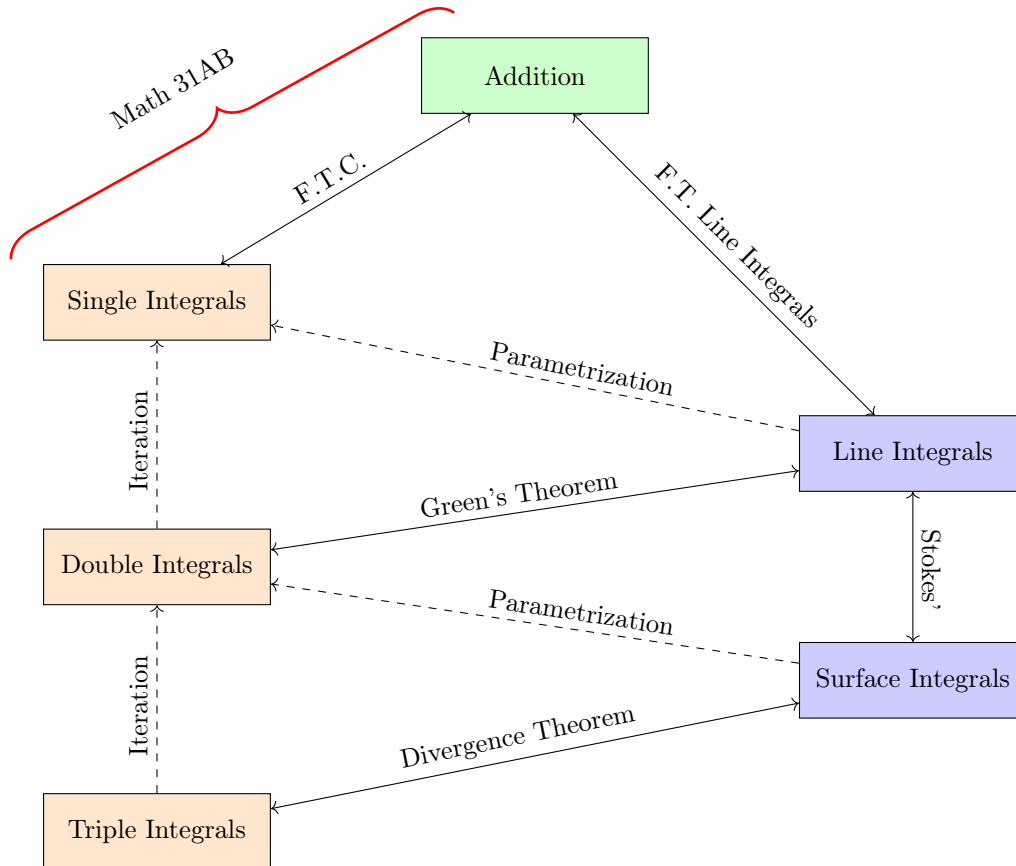 Math 31AB
Addition
F.T.C.
F.T. Line Integrals
Single Integrals
Parametrization
Iteration
Line Integrals
Green's Theorem
Stokes'
Double Integrals
Parametrization
Iteration
Surface Integrals
Divergence Theorem
Triple Integrals